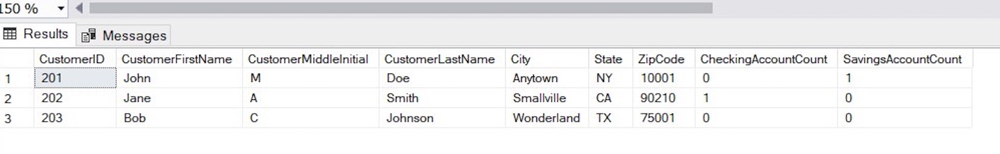 150 %
Results Messages
CustomerID CustomerFirstName CustomerMiddleInitial CustomerLastName City State ZipCode CheckingAccountCount SavingsAccountCount
1 201 John M Doe Anytown NY 10001 0 1
2 202 Jane A Smith Smallville CA 90210 1 0
3 203 Bob C Johnson Wonderland TX 75001 0 0